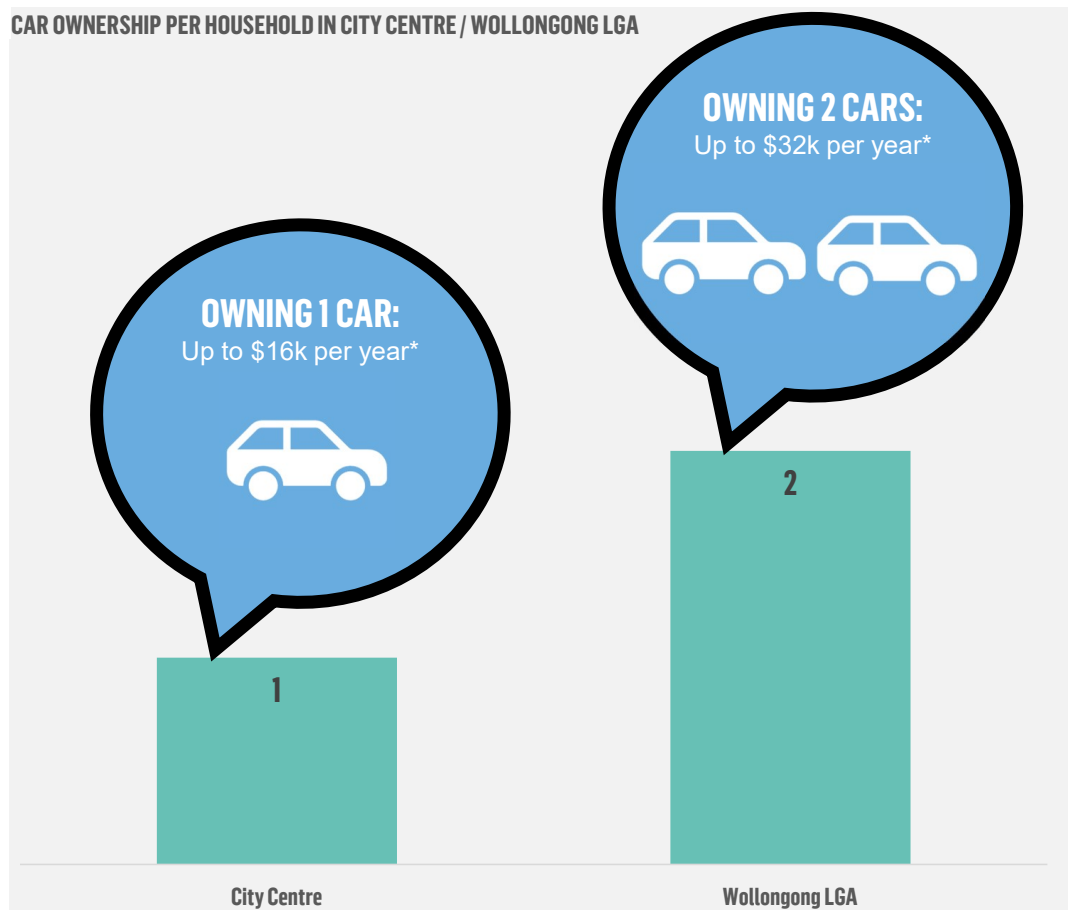 CAR OWNERSHIP PER HOUSEHOLD IN CITY CENTRE / WOLLONGONG LGA
OWNING 2 CARS:
Up to $32k per year*
OWNING 1 CAR:
Up to $16k per year*
2
1
City Centre
Wollongong LGA